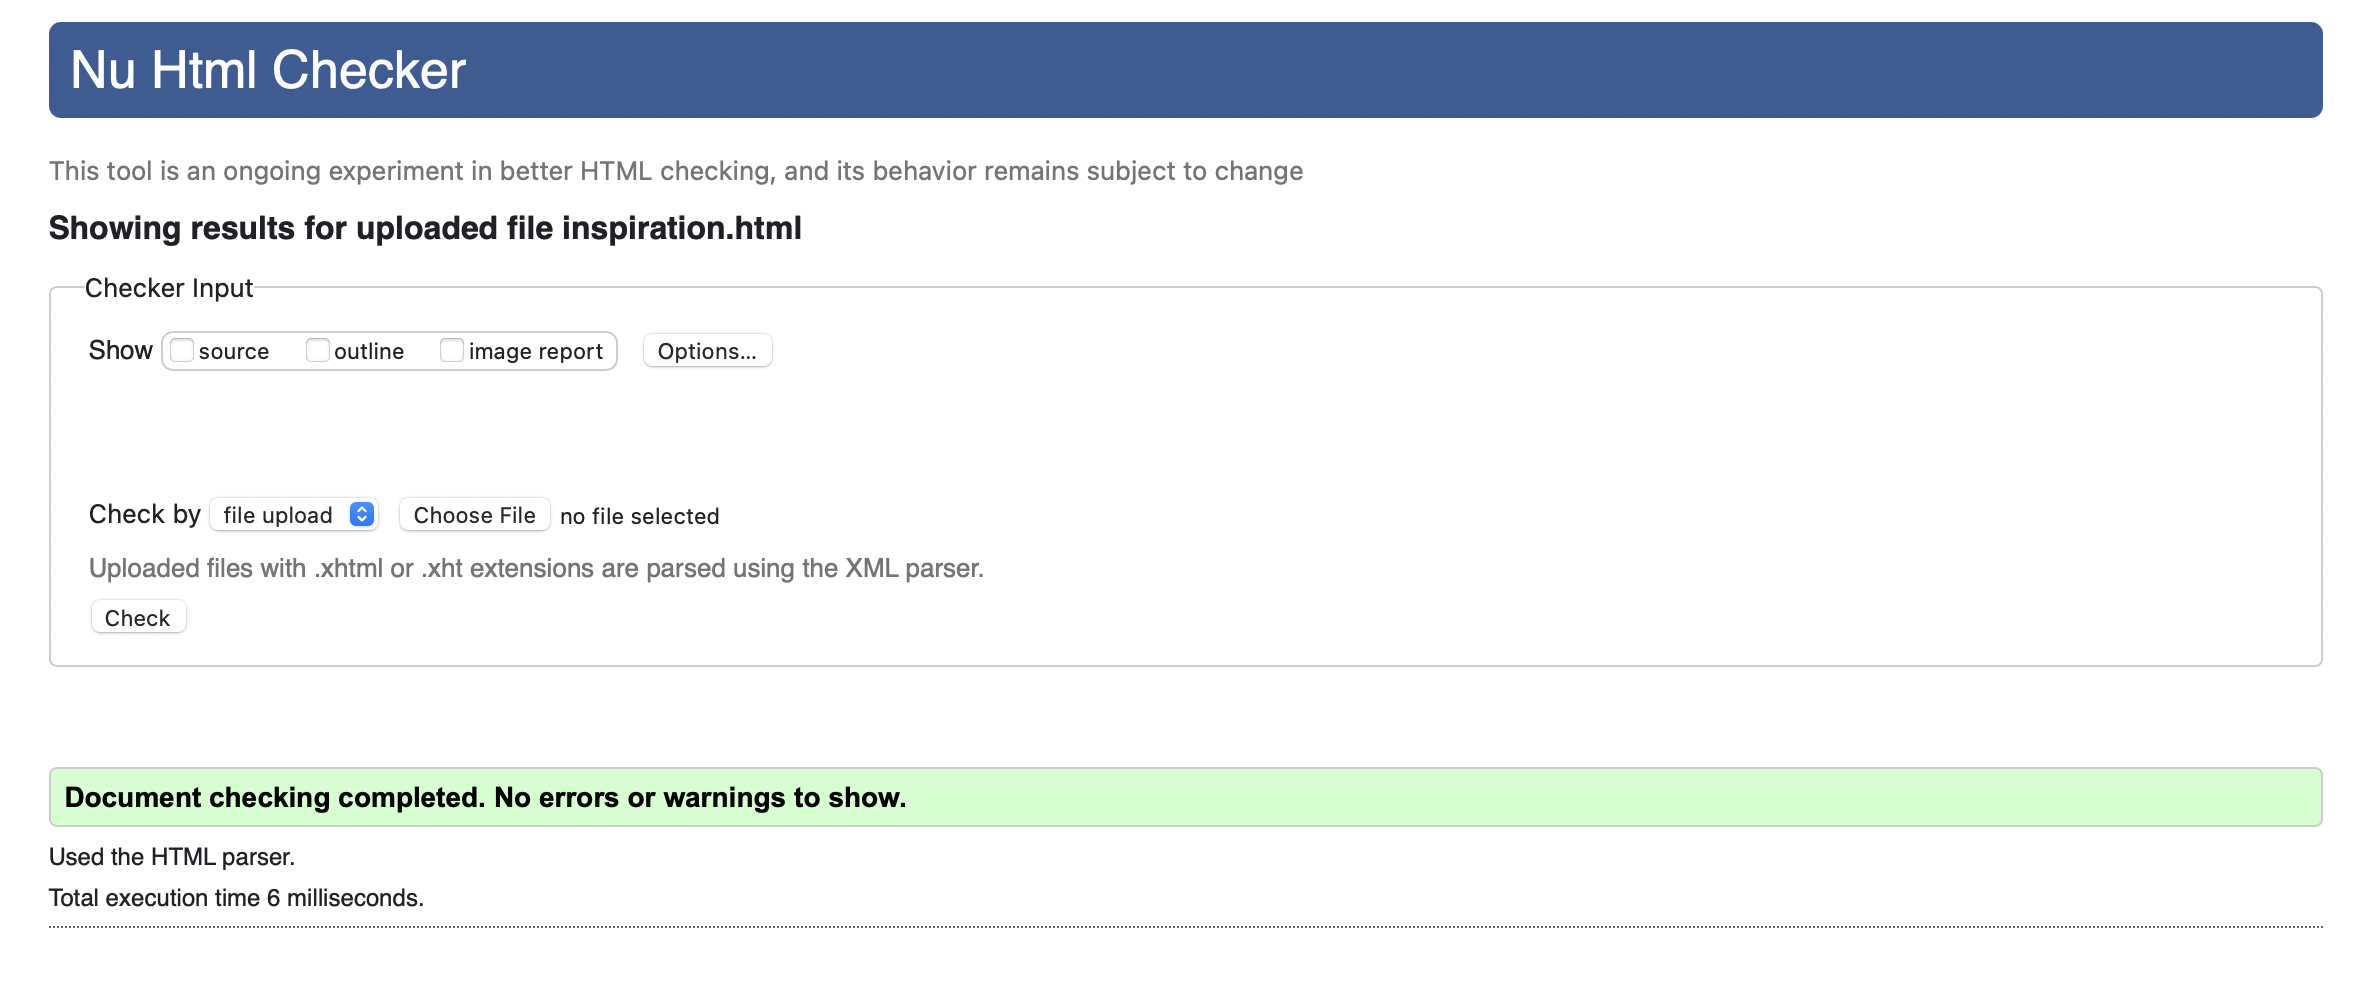 Nu Html Checker
This tool is an ongoing experiment in better HTML checking, and its behavior remains subject to change
Showing results for uploaded file inspiration.html
Checker Input
Show source outline image report Options...
Check by file upload Choose File no file selected
Uploaded files with .xhtml or .xht extensions are parsed using the XML parser.
Check
Document checking completed. No errors or warnings to show.
Used the HTML parser.
Total execution time 6 milliseconds.